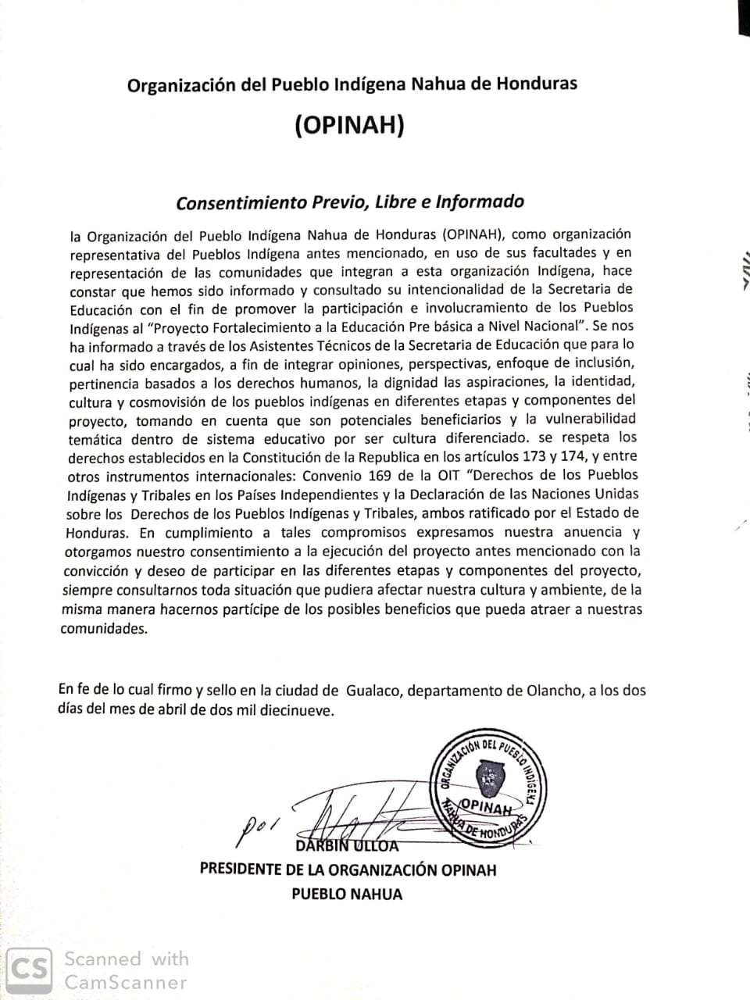 Organización del Pueblo Indígena Nahua de Honduras
(OPINAH)
Consentimiento Previo, Libre e Informado
la Organización del Pueblo Indígena Nahua de Honduras (OPINAH), como organización
representativa del Pueblos Indígena antes mencionado, en uso de sus facultades y en
representación de las comunidades que integran a esta organización Indígena, hace
constar que hemos sido informado y consultado su intencionalidad de la Secretaria de
Educación con el fin de promover la participación e involucramiento de los Pueblos
Indígenas al “Proyecto Fortalecimiento a la Educación Pre básica a Nivel Nacional”. Se nos
ha informado a través de los Asistentes Técnicos de la Secretaria de Educación que para lo
cual ha sido encargados, a fin de integrar opiniones, perspectivas, enfoque de inclusión,
pertinencia basados a los derechos humanos, la dignidad las aspiraciones, la identidad,
cultura y cosmovisión de los pueblos indígenas en diferentes etapas y componentes del
proyecto, tomando en cuenta que son potenciales beneficiarios y la vulnerabilidad
temática dentro de sistema educativo por ser cultura diferenciado. se respeta los
derechos establecidos en la Constitución de la Republica en los artículos 173 y 174, y entre
otros instrumentos internacionales: Convenio 169 de la OIT “Derechos de los Pueblos
Indígenas y Tribales en los Países Independientes y la Declaración de las Naciones Unidas
sobre los Derechos de los Pueblos Indígenas y Tribales, ambos ratificado por el Estado de
Honduras. En cumplimiento a tales compromisos expresamos nuestra anuencia y
otorgamos nuestro consentimiento a la ejecución del proyecto antes mencionado con la
convicción y deseo de participar en las diferentes etapas y componentes del proyecto,
siempre consultarnos toda situación que pudiera afectar nuestra cultura y ambiente, de la
misma manera hacernos partícipe de los posibles beneficios que pueda atraer a nuestras
comunidades.
En fe de lo cual firmo y sello en la ciudad de Gualaco, departamento de Olancho, a los dos
días del mes de abril de dos mil diecinueve.
ORGANIZACIÓN DEL PUEBLO INDÍGENA
OPINAH
NAHUA DE HONDURAS
por
DARBIN ULLOA
PRESIDENTE DE LA ORGANIZACIÓN OPINAH
PUEBLO NAHUA
CS Scanned with
CamScanner